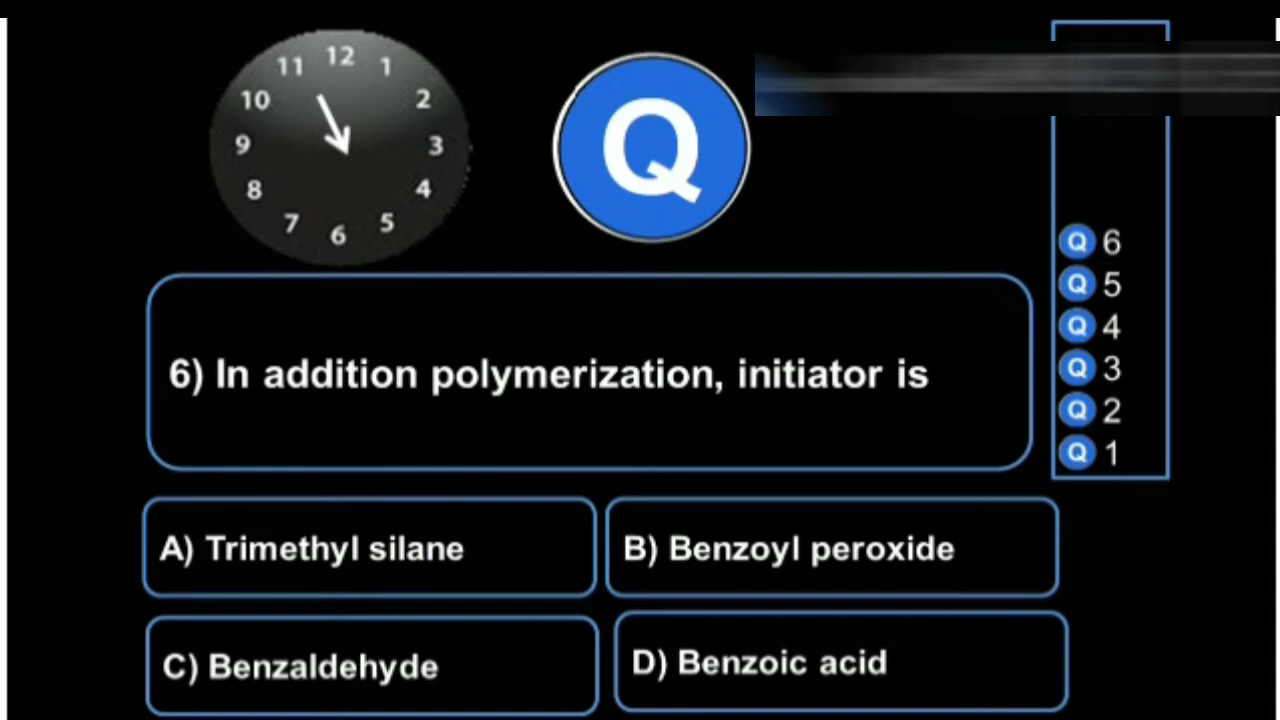 12
11
1
10
2
9
3
8
4
7
5
6
Q
Q 6
Q 5
Q 4
Q 3
Q 2
Q 1
6) In addition polymerization, initiator is
A) Trimethyl silane
B) Benzoyl peroxide
C) Benzaldehyde
D) Benzoic acid